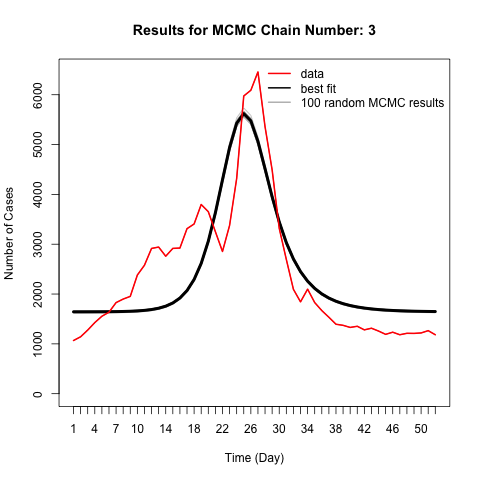 Results for MCMC Chain Number: 3
data
best fit
100 random MCMC results
Number of Cases
6000
5000
4000
3000
2000
1000
0
1 4 7 10 14 18 22 26 30 34 38 42 46 50
Time (Day)